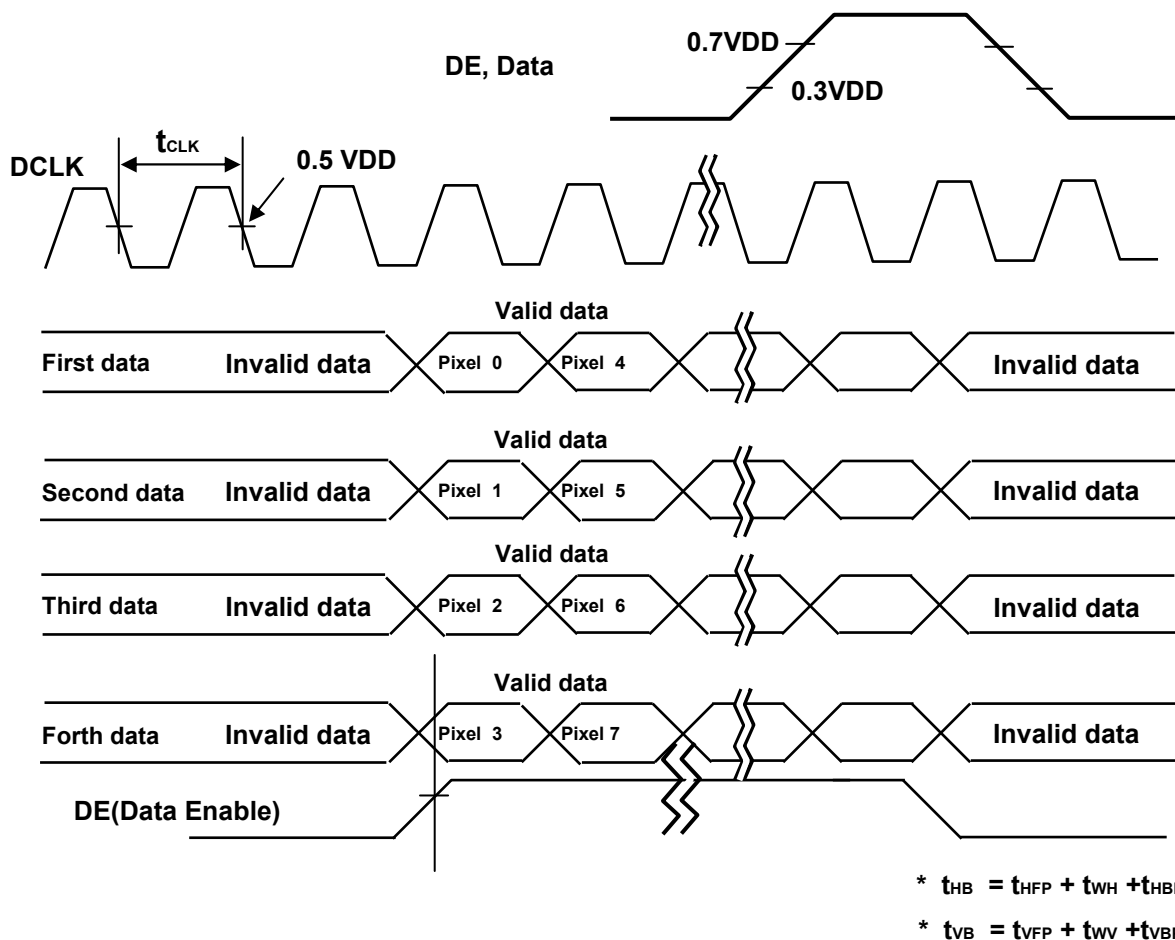 0.7VDD
DE, Data
0.3VDD
tCLK
0.5 VDD
DCLK
Valid data
First data Invalid data Pixel 0 Pixel 4 Invalid data
Valid data
Second data Invalid data Pixel 1 Pixel 5 Invalid data
Valid data
Third data Invalid data Pixel 2 Pixel 6 Invalid data
Valid data
Forth data Invalid data Pixel 3 Pixel 7 Invalid data
DE(Data Enable)
* tHB = tHFP + tWH +
* tVB = tVFP + tWV +